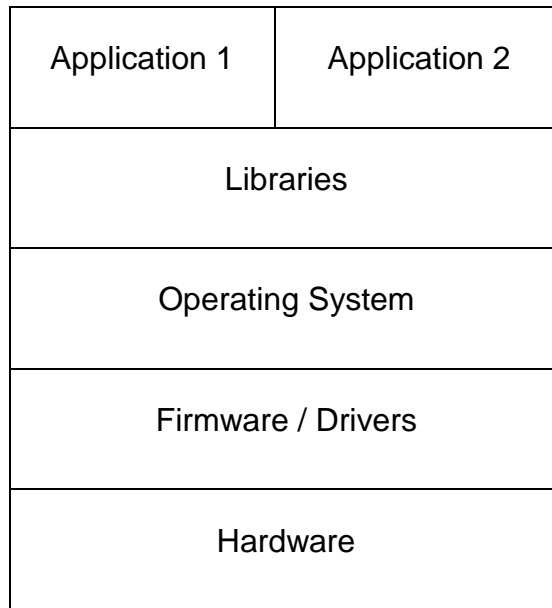 Application 1 Application 2
Libraries
Operating System
Firmware / Drivers
Hardware